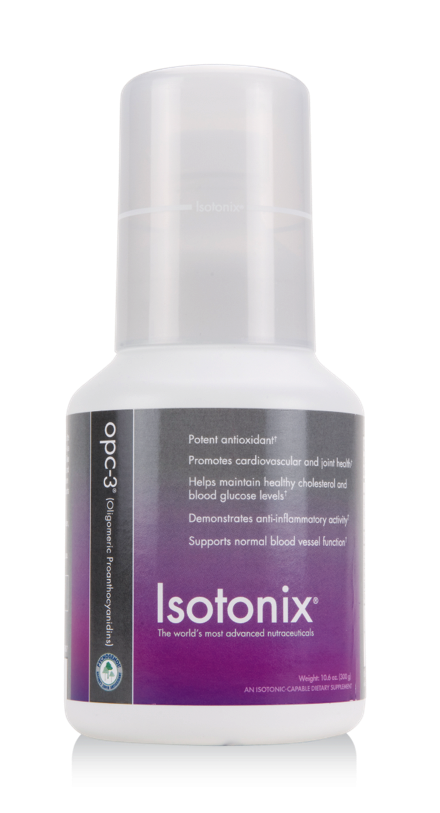 Isotonix®
opc-3® (Oligomeric Proanthocyanidins)
Potent antioxidant†
Promotes cardiovascular and joint health†
Helps maintain healthy cholesterol and
blood glucose levels†
Demonstrates anti-inflammatory activity†
Supports normal blood vessel function†
Isotonix®
The world's most advanced nutraceuticals
Weight: 10.6 oz. (300 g)
AN ISOTONIC-CAPABLE DIETARY SUPPLEMENT